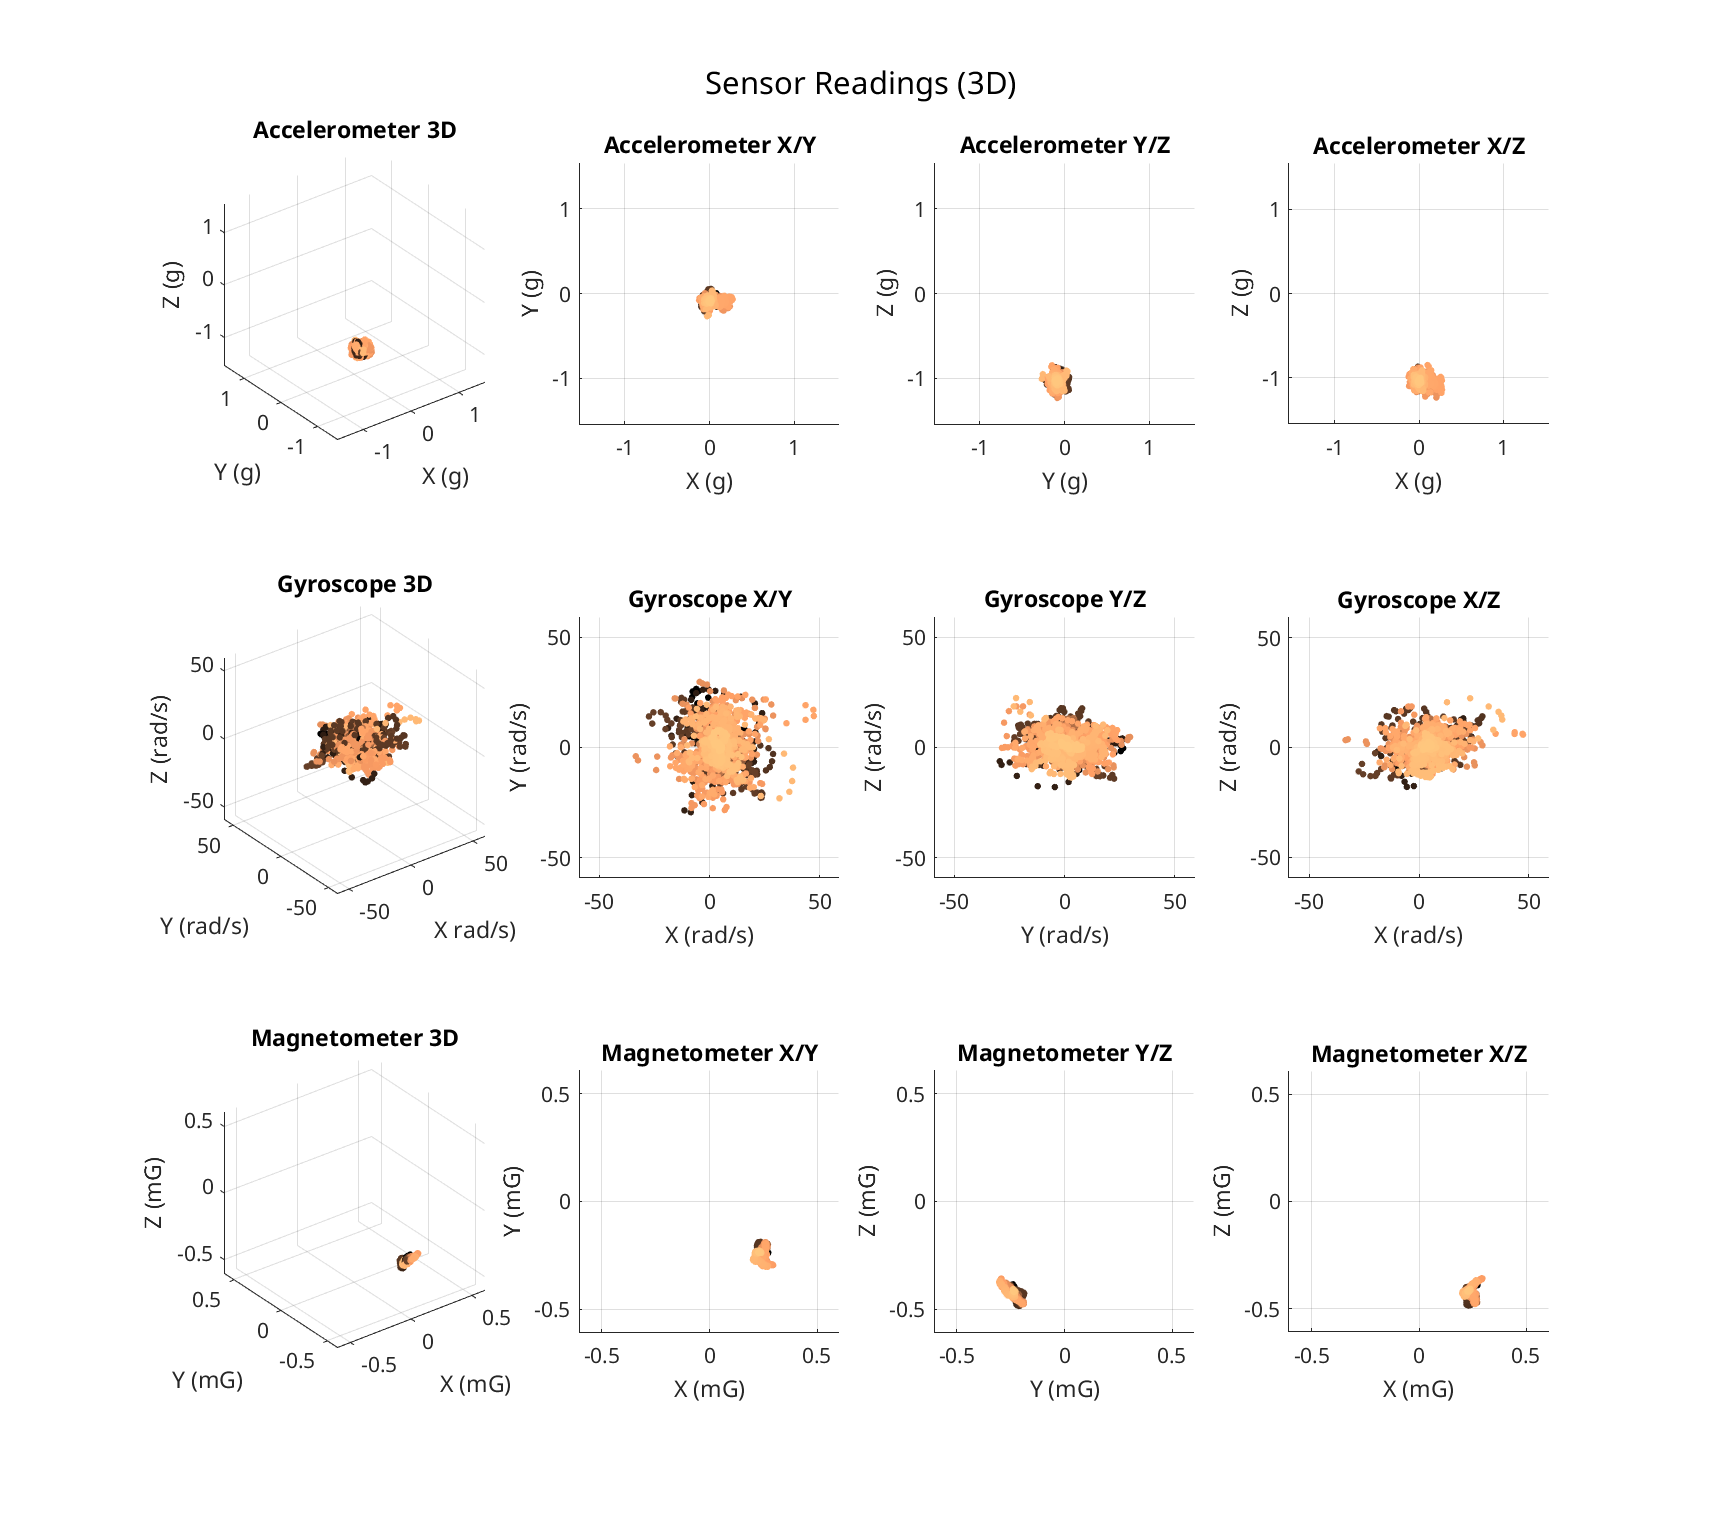 Sensor Readings (3D)
Accelerometer 3D
Z (g)
1
0
-1
1
0
-1
Y (g)
-1
0
1
X (g)
Accelerometer X/Y
Y (g)
1
0
-1
-1 0 1
X (g)
Accelerometer Y/Z
Z (g)
1
0
-1
-1 0 1
Y (g)
Accelerometer X/Z
Z (g)
1
0
-1
-1 0 1
X (g)
Gyroscope 3D
Z (rad/s)
50
0
-50
50
0
-50
Y (rad/s)
-50
0
50
X rad/s)
Gyroscope X/Y
Y (rad/s)
50
0
-50
-50 0 50
X (rad/s)
Gyroscope Y/Z
Z (rad/s)
50
0
-50
-50 0 50
Y (rad/s)
Gyroscope X/Z
Z (rad/s)
50
0
-50
-50 0 50
X (rad/s)
Magnetometer 3D
Z (mG)
0.5
0
-0.5
0.5
0
-0.5
Y (mG)
-0.5
0
0.5
X (mG)
Magnetometer X/Y
Y (mG)
0.5
0
-0.5
-0.5 0 0.5
X (mG)
Magnetometer Y/Z
Z (mG)
0.5
0
-0.5
-0.5 0 0.5
Y (mG)
Magnetometer X/Z
Z (mG)
0.5
0
-0.5
-0.5 0 0.5
X (mG)